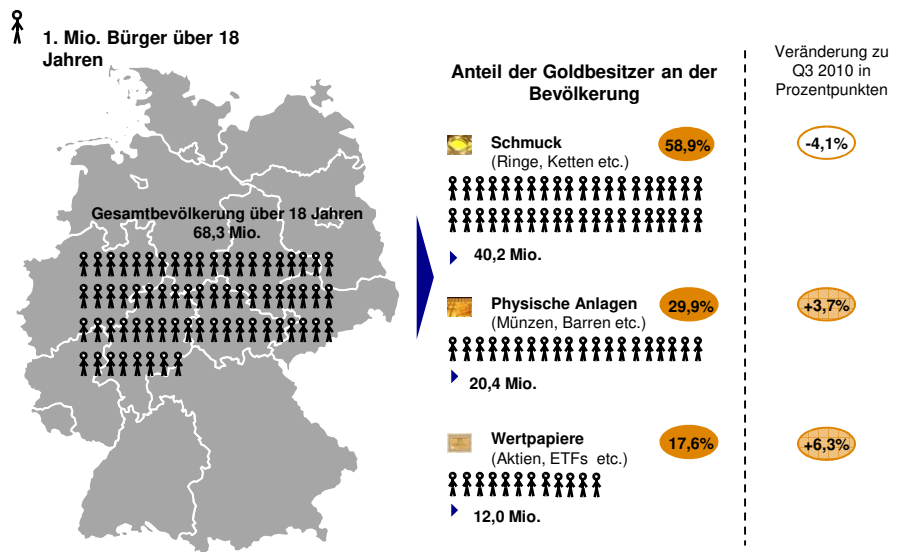 1. Mio. Bürger über 18
Jahren
Gesamtbevölkerung über 18 Jahren
68,3 Mio.
Anteil der Goldbesitzer an der
Bevölkerung
Veränderung zu
Q3 2010 in
Prozentpunkten
Schmuck
(Ringe, Ketten etc.)
58,9%
-4,1%
40,2 Mio.
Physische Anlagen
(Münzen, Barren etc.)
29,9%
+3,7%
20,4 Mio.
Wertpapiere
(Aktien, ETFs etc.)
17,6%
+6,3%
12,0 Mio.